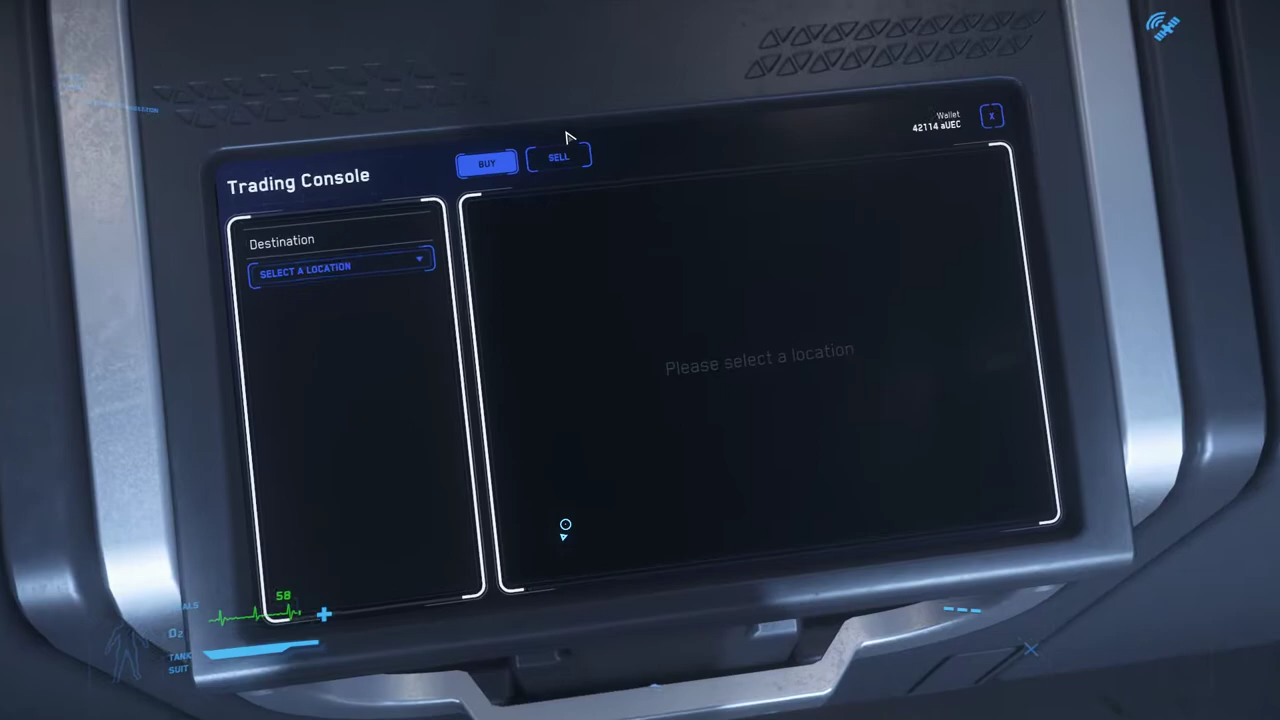 Wallet
42114 aUEC
X
Trading Console
BUY
SELL
Destination
SELECT A LOCATION
Please select a location
58
O2
TANK
SUIT